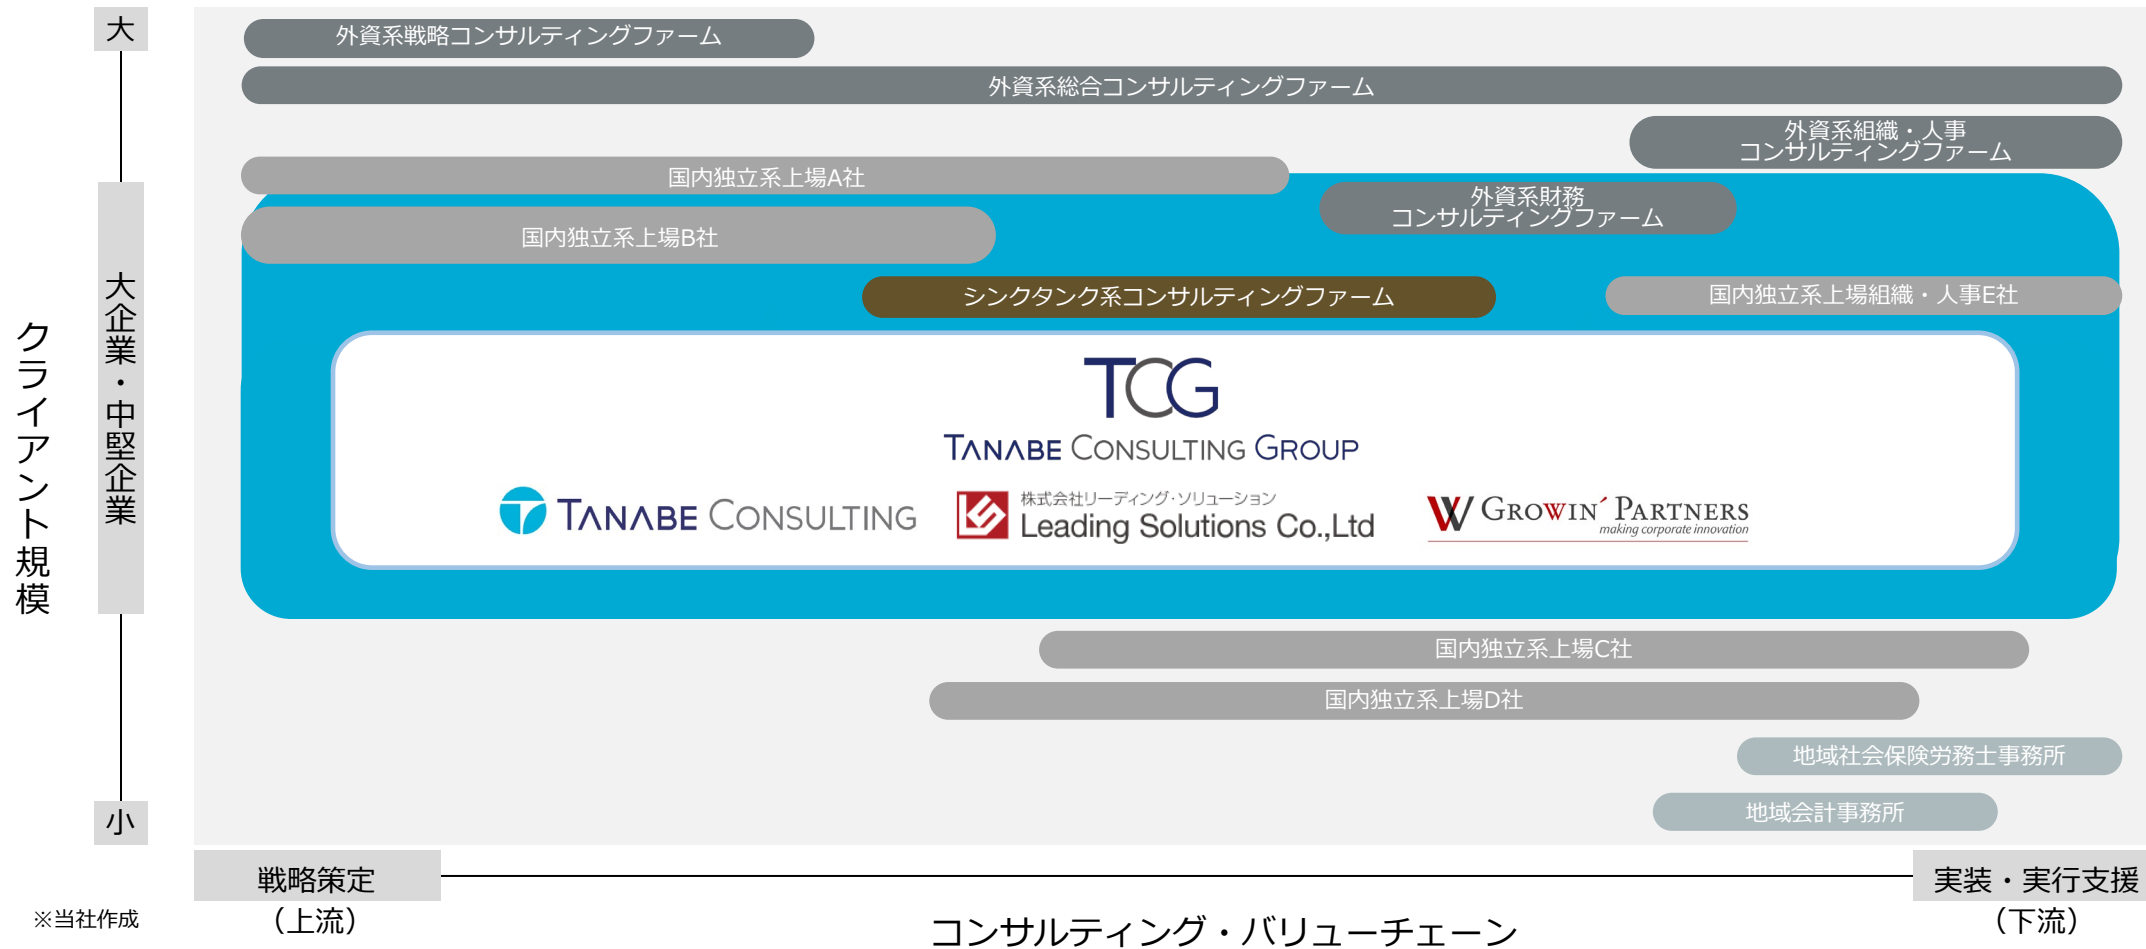 大
外資系戦略コンサルティングファーム
外資系総合コンサルティングファーム
外資系組織・人事
コンサルティングファーム
国内独立系上場A社
外資系財務
コンサルティングファーム
国内独立系上場B社
シンクタンク系コンサルティングファーム
国内独立系上場組織・人事E社
クライアント規模
大企業・中堅企業
TCG
TANABE CONSULTING GROUP
TANABE CONSULTING
株式会社リーディング・ソリューション
Leading Solutions Co.,Ltd
GROWIN' PARTNERS
making corporate innovation
国内独立系上場C社
国内独立系上場D社
地域社会保険労務士事務所
地域会計事務所
小
戦略策定
（上流）
実装・実行支援
（下流）
コンサルティング・バリューチェーン
※当社作成